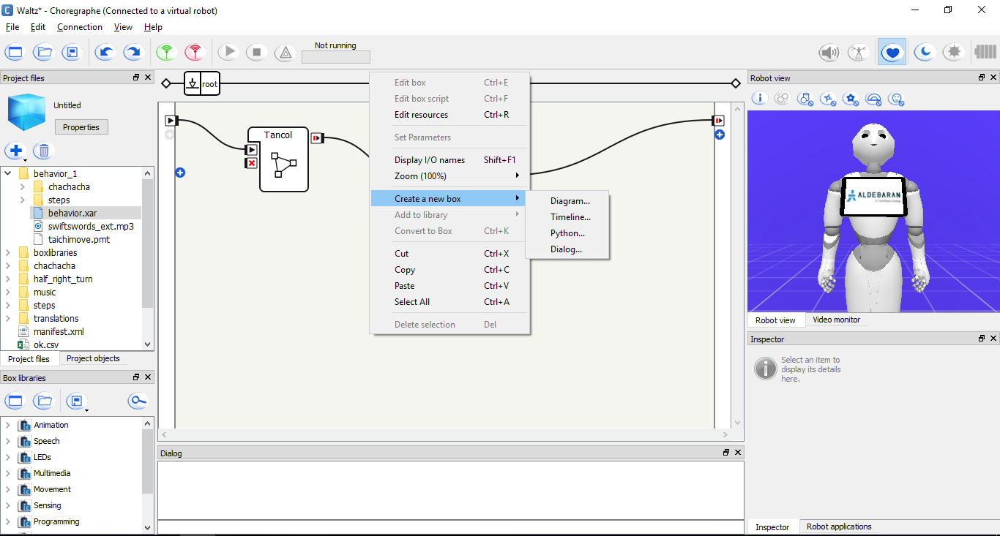 Waltz* - Choregraphe (Connected to a virtual robot)
File Edit Connection View Help
Not running
Project files
Untitled
Properties
behavior_1
chachacha
steps
behavior.xar
swiftswords_ext.mp3
taichimove.pmt
boxlibraries
chachacha
half_right_turn
music
steps
translations
manifest.xml
ok.csv
Project files Project objects
Box libraries
Animation
Speech
LEDs
Multimedia
Movement
Sensing
Programming
root
Tancol
Edit box Ctrl+E
Edit box script Ctrl+F
Edit resources Ctrl+R
Set Parameters
Display I/O names Shift+F1
Zoom (100%)
Create a new box
Add to library
Convert to Box Ctrl+K
Cut Ctrl+X
Copy Ctrl+C
Paste Ctrl+V
Select All Ctrl+A
Delete selection Del
Diagram...
Timeline...
Python...
Dialog...
Dialog
Robot view
ALDEBARAN
Robot view Video monitor
Inspector
Select an item to
display its details
here.
Inspector Robot applications